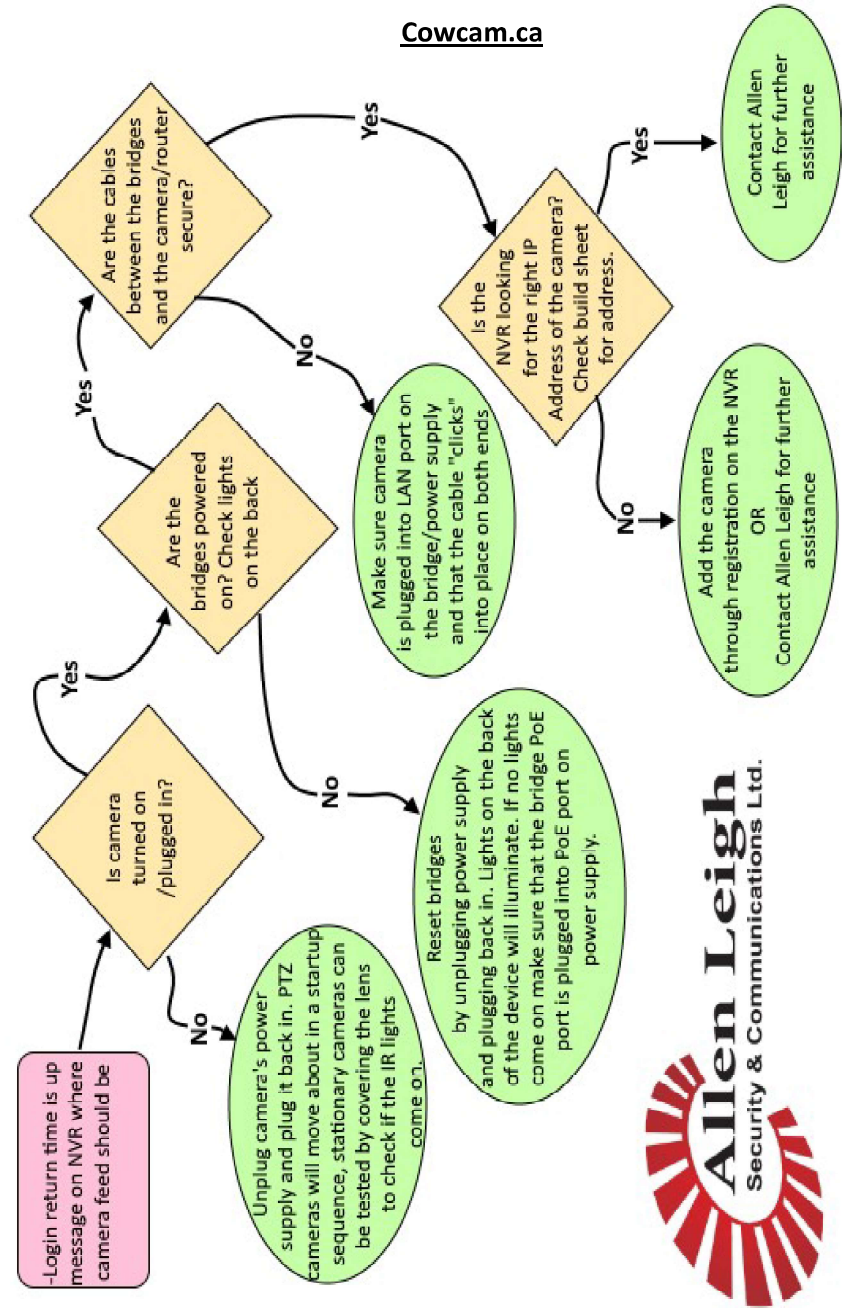 Cowcam.ca
-Login return time is up
message on NVR where
camera feed should be
Is camera
turned on
/plugged in?
No
Unplug camera's power
supply and plug it back in. PTZ
cameras will move about in a startup
sequence, stationary cameras can
be tested by covering the lens
to check if the IR lights
come on.
Yes
Are the
bridges powered
on? Check lights
on the back
No
Reset bridges
by unplugging power supply
and plugging back in. Lights on the back
of the device will illuminate. If no lights
come on make sure that the bridge PoE
port is plugged into PoE port on
power supply.
Yes
Are the cables
between the bridges
and the camera/router
secure?
No
Make sure camera
is plugged into LAN port on
the bridge/power supply
and that the cable "clicks"
into place on both ends
Yes
Is the
NVR looking
for the right IP
Address of the camera?
Check build sheet
for address.
No
Add the camera
through registration on the NVR
OR
Contact Allen Leigh for further
assistance
Yes
Contact Allen
Leigh for further
assistance
Allen Leigh
Security & Communications Ltd.